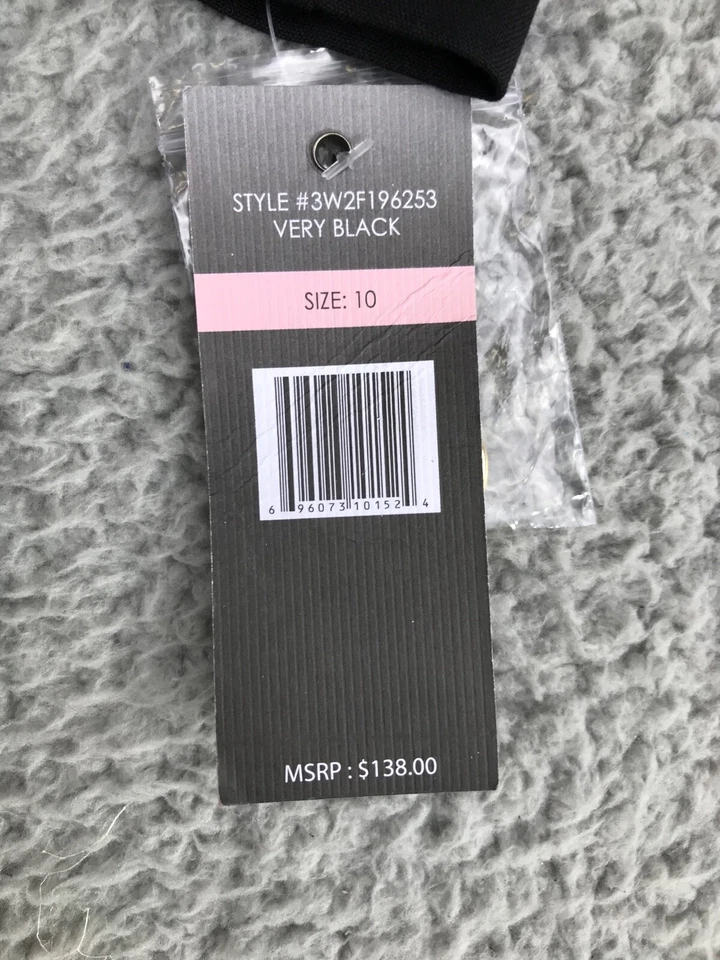 STYLE #3W2F196253
VERY BLACK
SIZE: 10
6 96073 10152 4
MSRP : $138.00